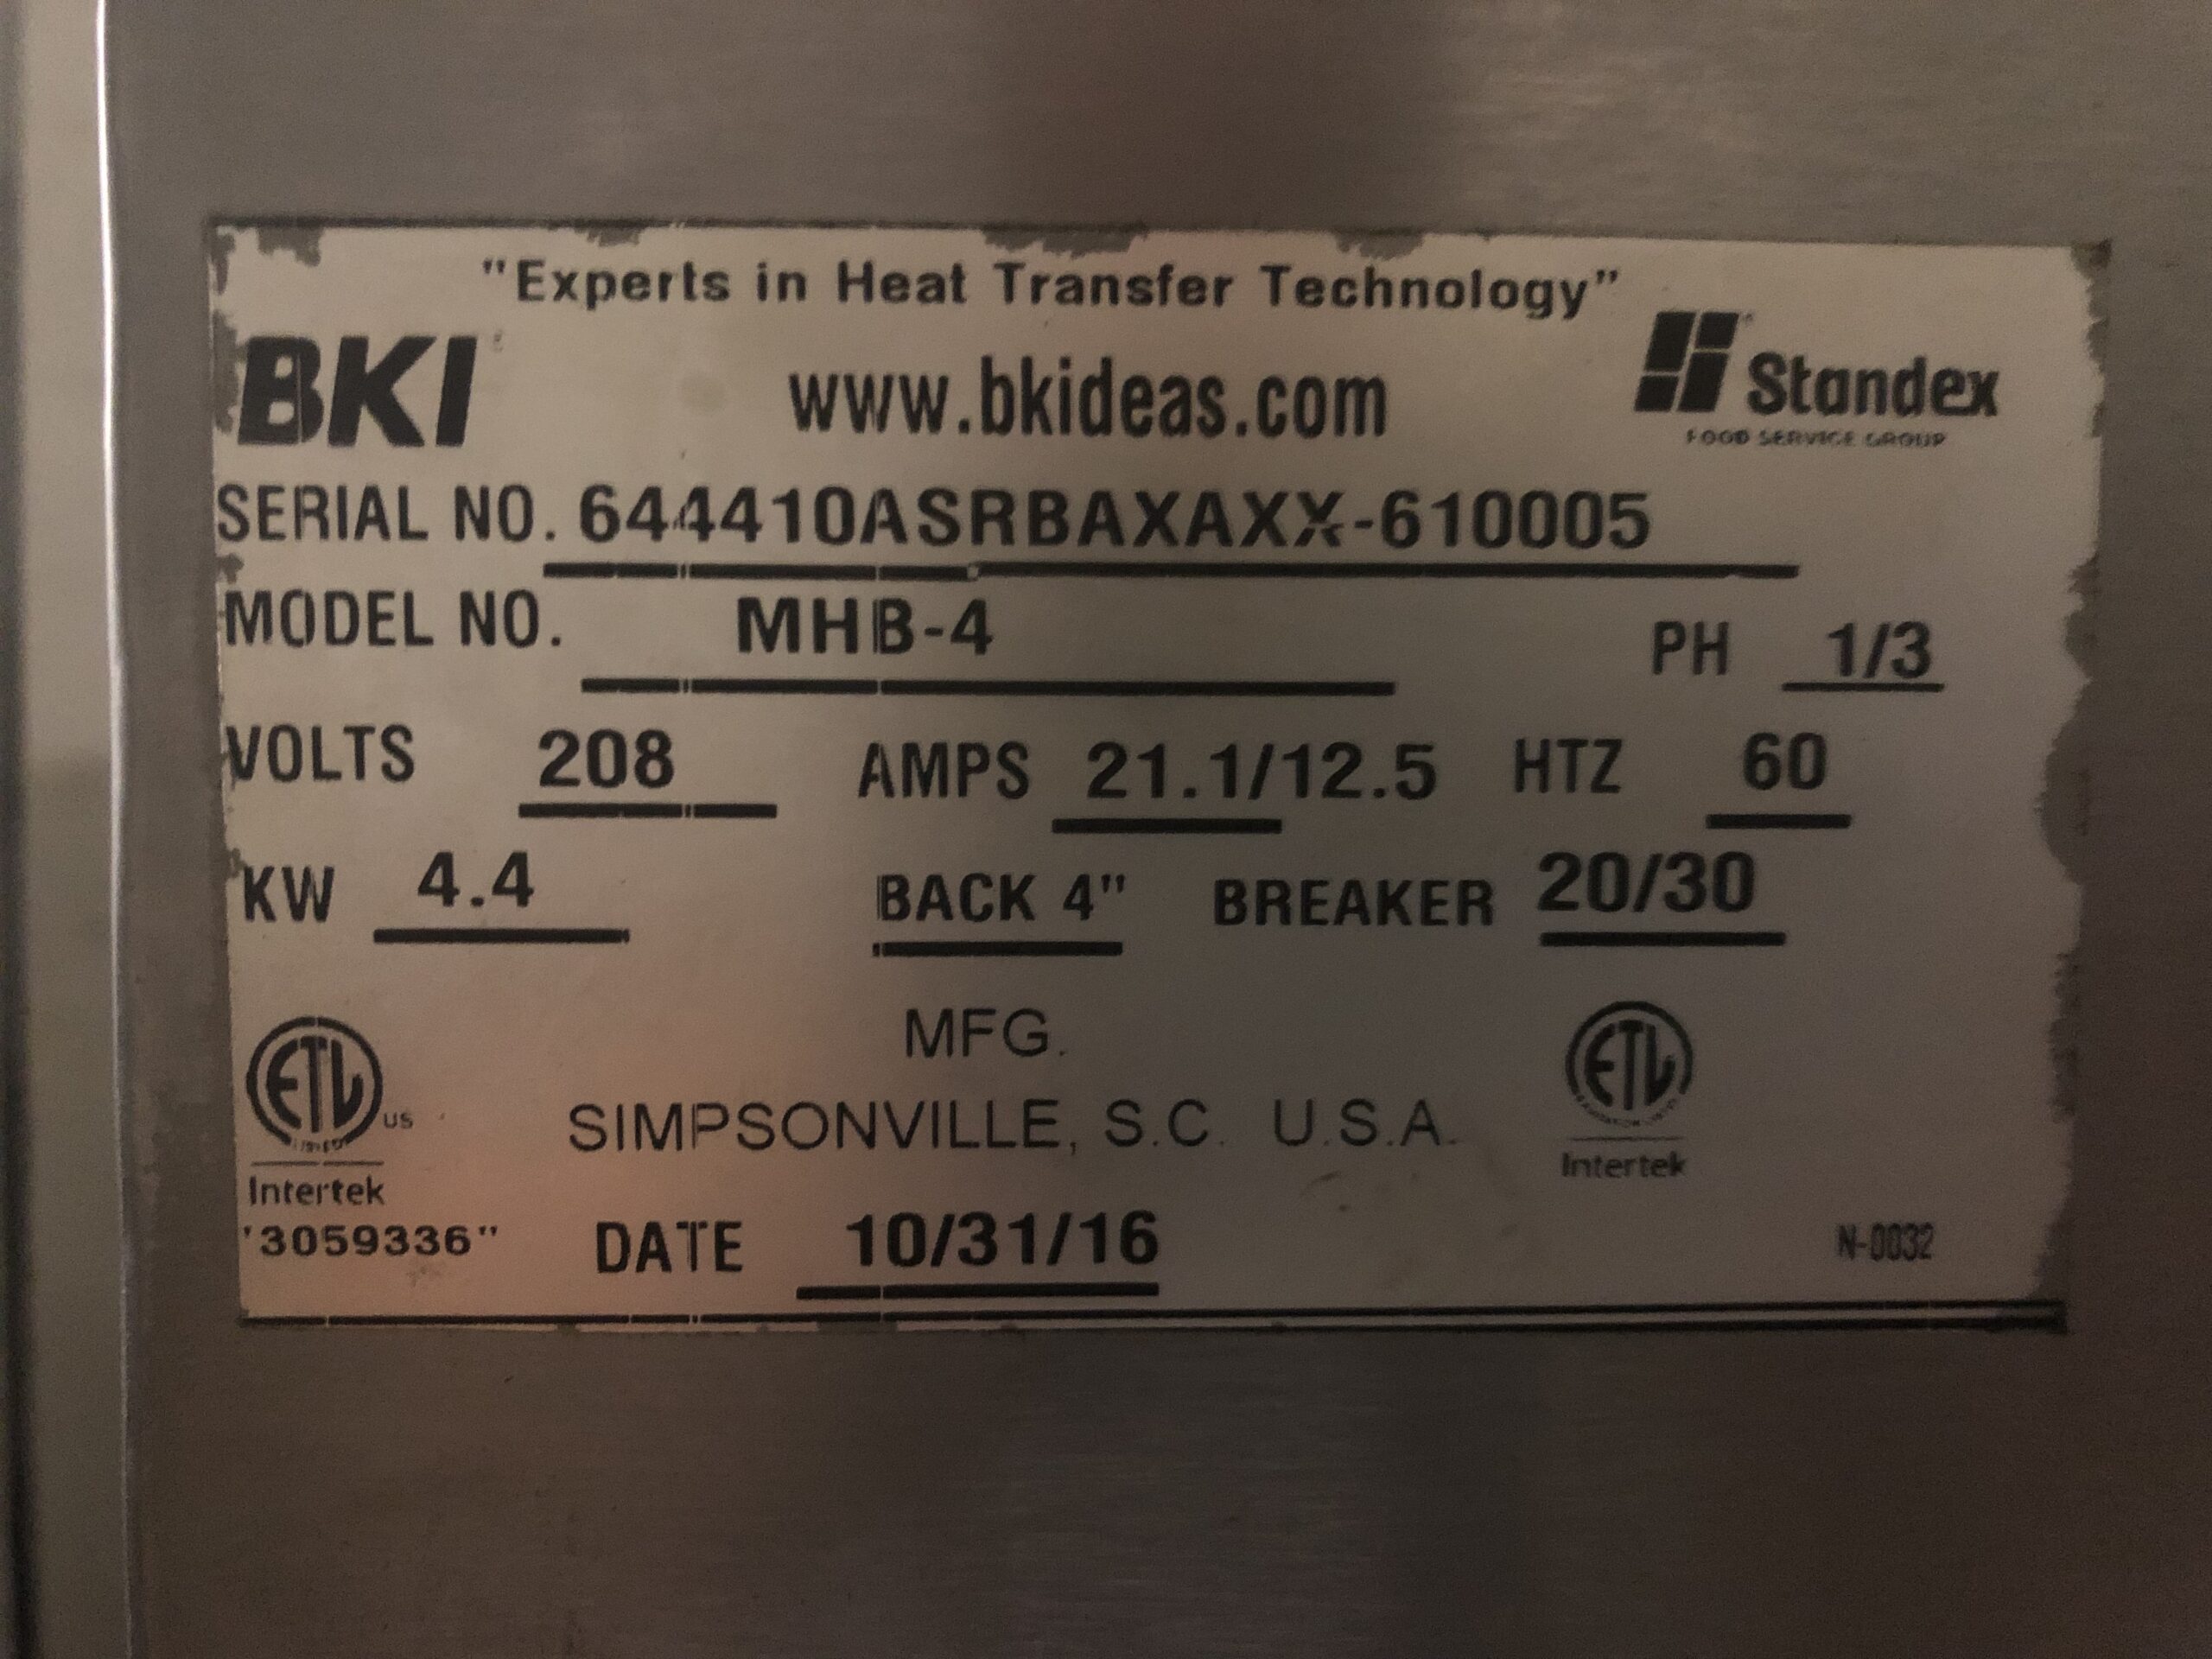 "Experts in Heat Transfer Technology"
BKI
www.bkideas.com
Standex
FOOD SERVICE GROUP
SERIAL NO. 644410ASRBAXAXX-610005
MODEL NO. MHB-4
PH 1/3
VOLTS 208 AMPS 21.1/12.5 HTZ 60
KW 4.4 BACK 4" BREAKER 20/30
MFG.
SIMPSONVILLE, S.C. U.S.A.
ETL US
LISTED
Intertek
'3059336"
ETL
Intertek
DATE 10/31/16
N-0032